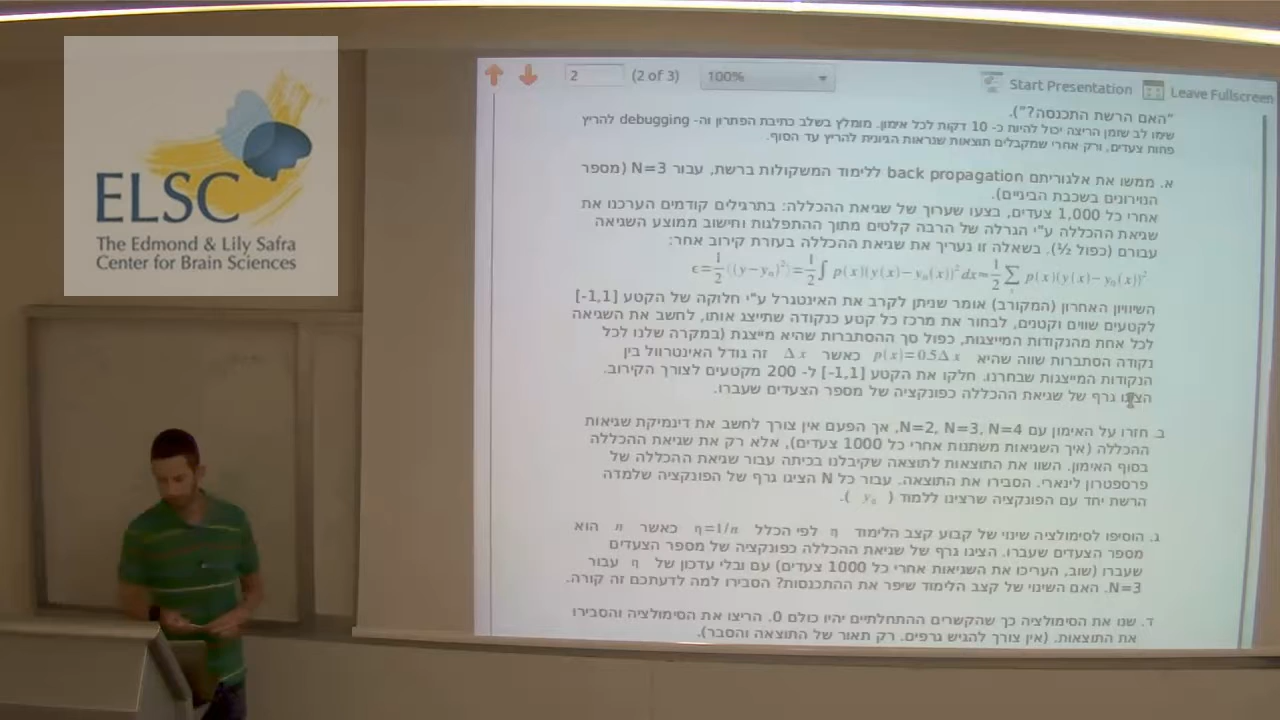 ELSC
The Edmond & Lily Safra
Center for Brain Sciences
2 (2 of 3) 100% Start Presentation Leave Fullscreen
"האם הרשת התכנסה?").
שימו לב שזמן הריצה יכול להיות כ- 10 דקות לכל אימון. מומלץ בשלב כתיבת הפתרון וה- debugging להריץ
פחות צעדים, ורק אחרי שמקבלים תוצאות שנראות הגיוניות להריץ עד הסוף.
א. ממשו את אלגוריתם back propagation ללימוד המשקולות ברשת, עבור N=3 (מספר
הנוירונים בשכבת הביניים).
אחרי כל 1,000 צעדים, בצעו שערוך של שגיאת ההכללה: בתרגילים קודמים הערכנו את
שגיאת ההכללה ע"י הגרלה של הרבה קלטים מתוך ההתפלגות וחישוב ממוצע השגיאה
עבורם (כפול ½). בשאלה זו נעריך את שגיאת ההכללה בעזרת קירוב אחר:
ϵ=1/2⟨(y−y₀)²⟩=1/2∫ p(x)(y(x)−y₀(x))²dx≈1/2∑ p(x)(y(x)−y₀(x))²
השיוויון האחרון (המקורב) אומר שניתן לקרב את האינטגרל ע"י חלוקה של הקטע [-1,1]
לקטעים שווים וקטנים, לבחור את מרכז כל קטע כנקודה שתייצג אותו, לחשב את השגיאה
לכל אחת מהנקודות המייצגות, כפול סך ההסתברות שהיא מייצגת (במקרה שלנו לכל
נקודה הסתברות שווה שהיא p(x)=0.5Δx כאשר Δx זה גודל האינטרוול בין
הנקודות המייצגות שבחרנו. חלקו את הקטע [-1,1] ל- 200 מקטעים לצורך הקירוב.
הציגו גרף של שגיאת ההכללה כפונקציה של מספר הצעדים שעברו.
ב. חזרו על האימון עם N=2, N=3, N=4, אך הפעם אין צורך לחשב את דינמיקת שגיאות
ההכללה (איך השגיאות משתנות אחרי כל 1000 צעדים), אלא רק את שגיאת ההכללה
בסוף האימון. השוו את התוצאות לתוצאה שקיבלנו בכיתה עבור שגיאת ההכללה של
פרספטרון לינארי. הסבירו את התוצאה. עבור כל N הציגו גרף של הפונקציה שלמדה
הרשת יחד עם הפונקציה שרצינו ללמוד ( y₀ ).
ג. הוסיפו לסימולציה שינוי של קבוע קצב הלימוד η לפי הכלל η=1/n כאשר n הוא
מספר הצעדים שעברו. הציגו גרף של שגיאת ההכללה כפונקציה של מספר הצעדים
שעברו (שוב, העריכו את השגיאות אחרי כל 1000 צעדים) עם ובלי עדכון של η עבור
N=3. האם השינוי של קצב הלימוד שיפר את ההתכנסות? הסבירו למה לדעתכם זה קורה.
ד. שנו את הסימולציה כך שהקשרים ההתחלתיים יהיו כולם 0. הריצו את הסימולציה והסבירו
את התוצאות. (אין צורך להגיש גרפים. רק תאור של התוצאה והסבר).